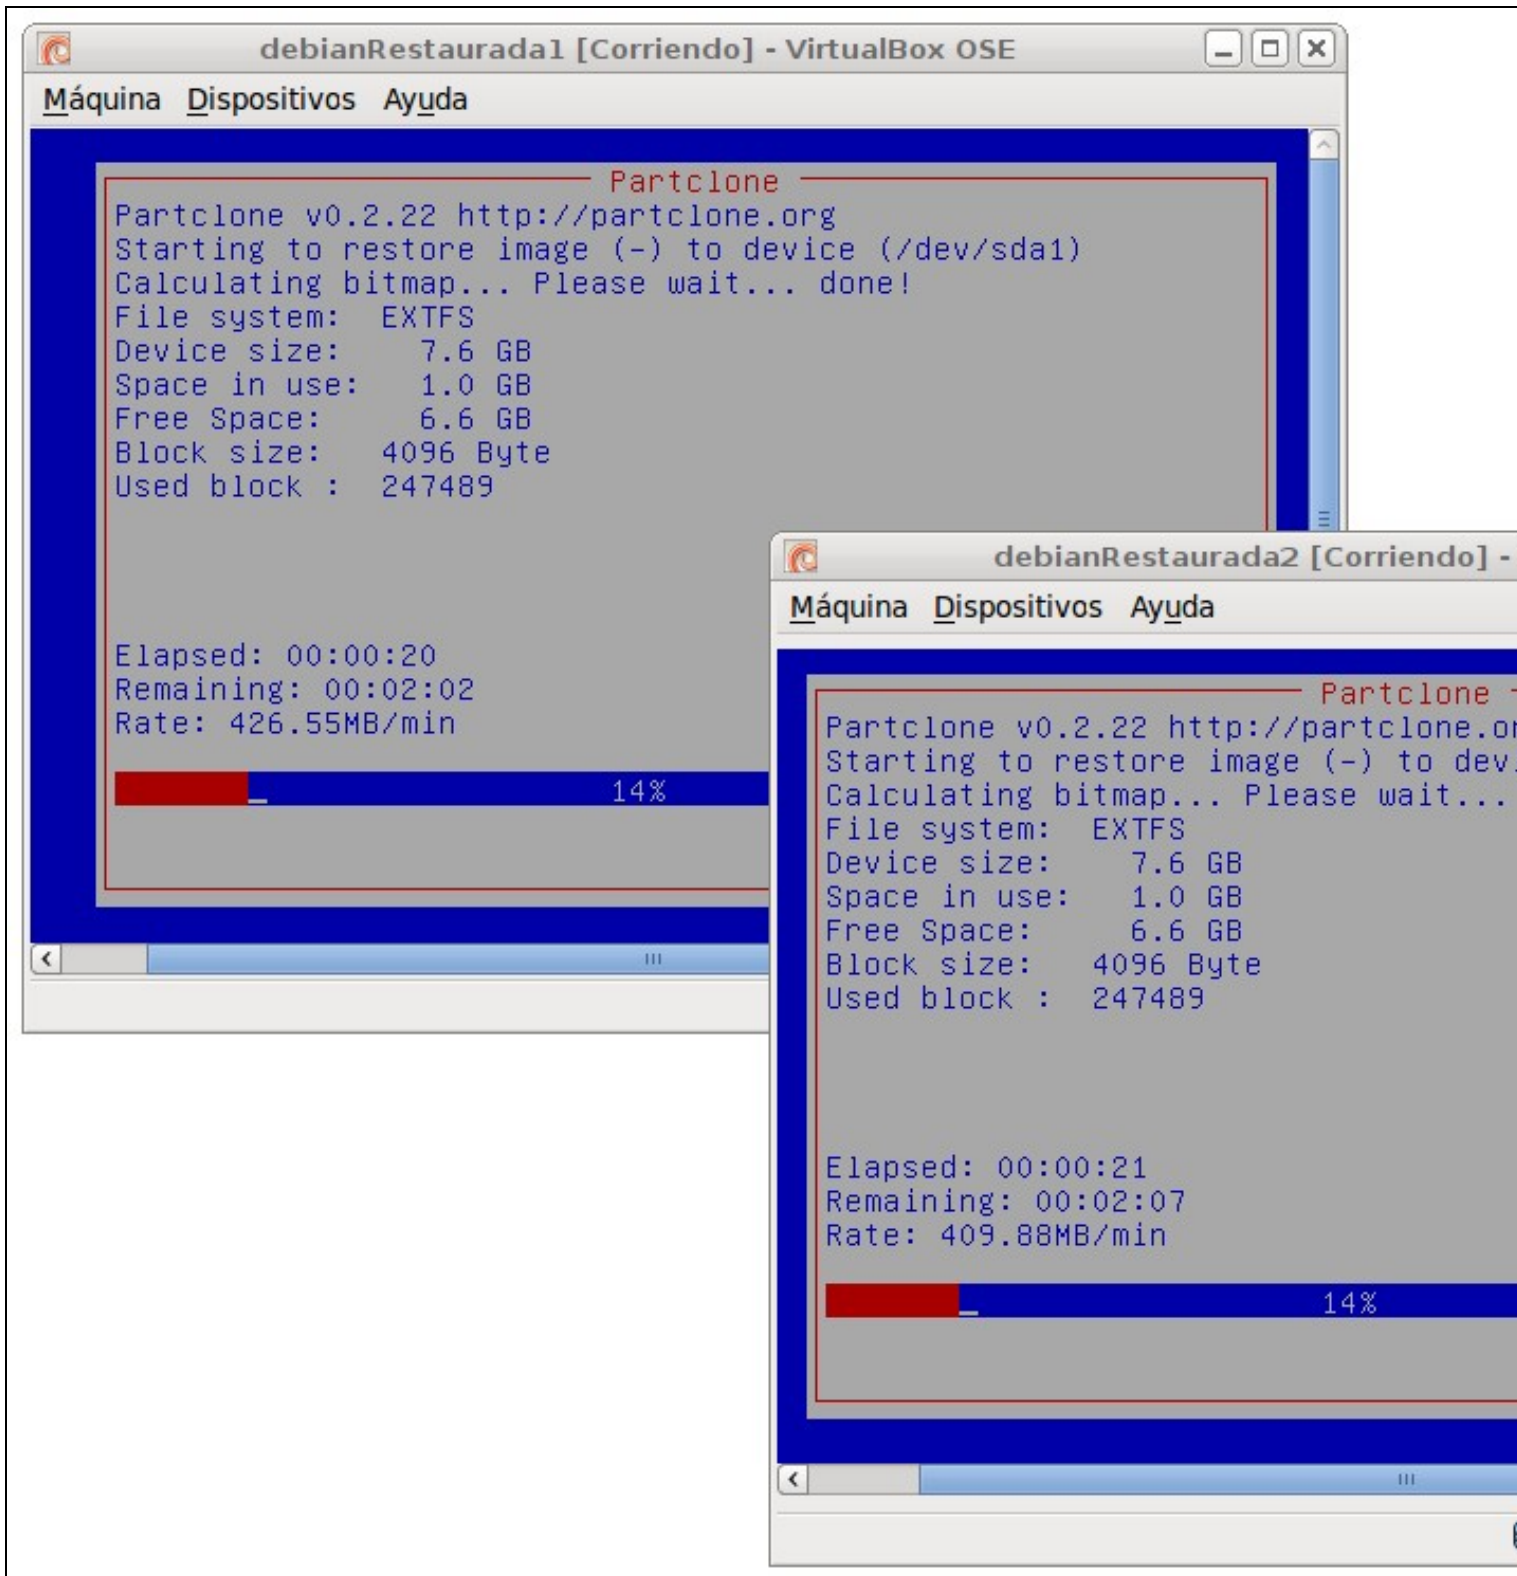 debianRestaurada1 [Corriendo] - VirtualBox OSE
Máquina Dispositivos Ayuda
Partclone
Partclone v0.2.22 http://partclone.org
Starting to restore image (-) to device (/dev/sda1)
Calculating bitmap... Please wait... done!
File system: EXTFS
Device size: 7.6 GB
Space in use: 1.0 GB
Free Space: 6.6 GB
Block size: 4096 Byte
Used block : 247489
Elapsed: 00:00:20
Remaining: 00:02:02
Rate: 426.55MB/min
14%
debianRestaurada2 [Corriendo] -
Máquina Dispositivos Ayuda
Partclone
Partclone v0.2.22 http://partclone.or
Starting to restore image (-) to dev
Calculating bitmap... Please wait...
File system: EXTFS
Device size: 7.6 GB
Space in use: 1.0 GB
Free Space: 6.6 GB
Block size: 4096 Byte
Used block : 247489
Elapsed: 00:00:21
Remaining: 00:02:07
Rate: 409.88MB/min
14%